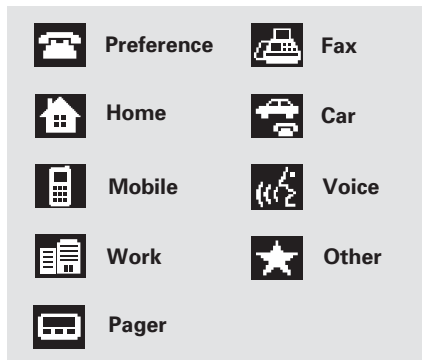 Preference
Fax
Home
Car
Mobile
Voice
Work
Other
Pager